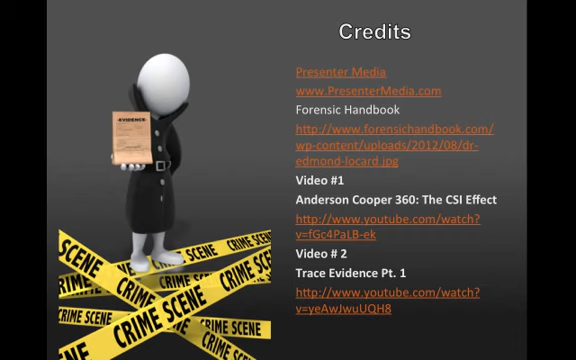 Credits
Presenter Media
www.PresenterMedia.com
Forensic Handbook
http://www.forensichandbook.com/
wp-content/uploads/2012/08/dr-
edmond-locard.jpg
Video #1
Anderson Cooper 360: The CSI Effect
http://www.youtube.com/watch?
v=fGc4PaLB-ek
Video # 2
Trace Evidence Pt. 1
http://www.youtube.com/watch?
v=yeAwJwuUQH8
EVIDENCE
CRIME SCENE
CRIME SCENE
CRIME SCENE
CRIME SCENE
CRIME SCENE